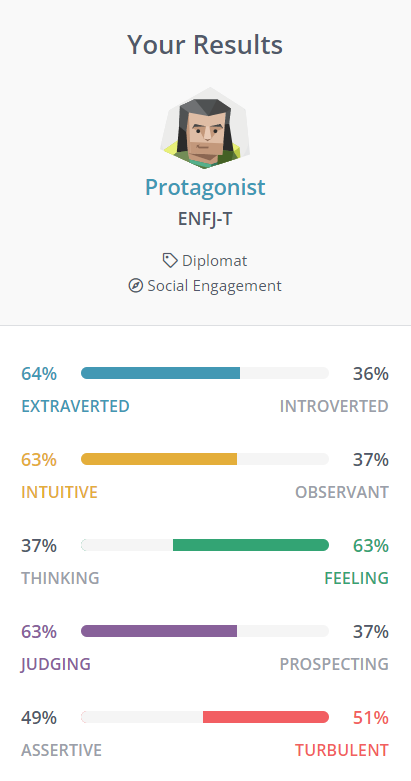 Your Results
Protagonist
ENFJ-T
Diplomat
Social Engagement
64% 36%
EXTRAVERTED INTROVERTED
63% 37%
INTUITIVE OBSERVANT
37% 63%
THINKING FEELING
63% 37%
JUDGING PROSPECTING
49% 51%
ASSERTIVE TURBULENT